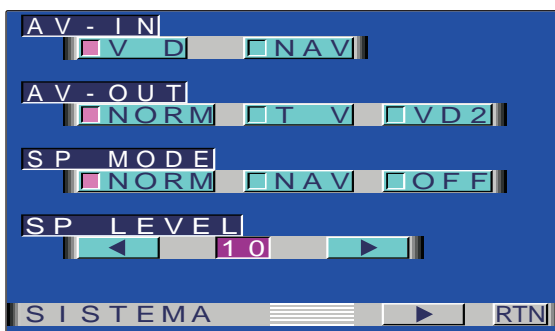 AV-IN
VD NAV
AV-OUT
NORM TV VD2
SP MODE
NORM NAV OFF
SP LEVEL
◀ 10 ▶
SISTEMA ▶ RTN